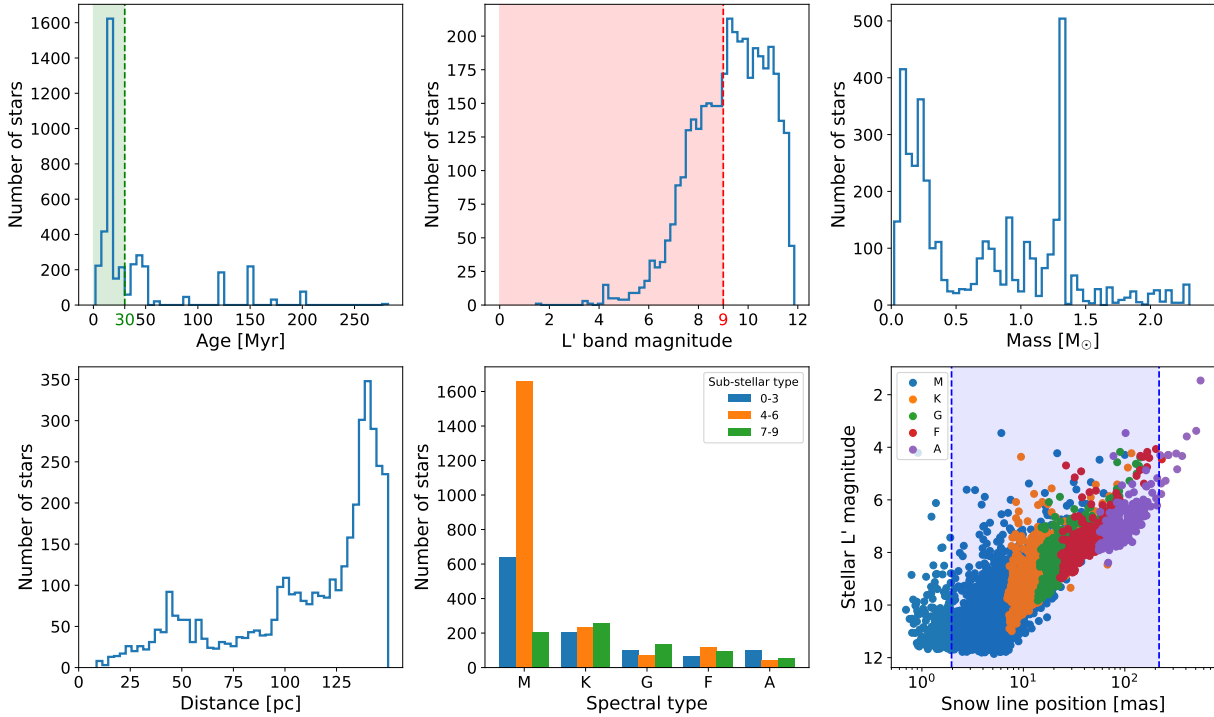 1600
1400
1200
1000
800
600
400
200
0
Number of stars
0 30 50 100 150 200 250
Age [Myr]
200
175
150
125
100
75
50
25
0
Number of stars
0 2 4 6 8 9 10 12
L' band magnitude
500
400
300
200
100
0
Number of stars
0.0 0.5 1.0 1.5 2.0
Mass [M☉]
350
300
250
200
150
100
50
0
Number of stars
0 25 50 75 100 125
Distance [pc]
1600
1400
1200
1000
800
600
400
200
0
Number of stars
Sub-stellar type
0-3
4-6
7-9
M K G F A
Spectral type
2
4
6
8
10
12
Stellar L' magnitude
M
K
G
F
A
10⁰ 10¹ 10²
Snow line position [mas]